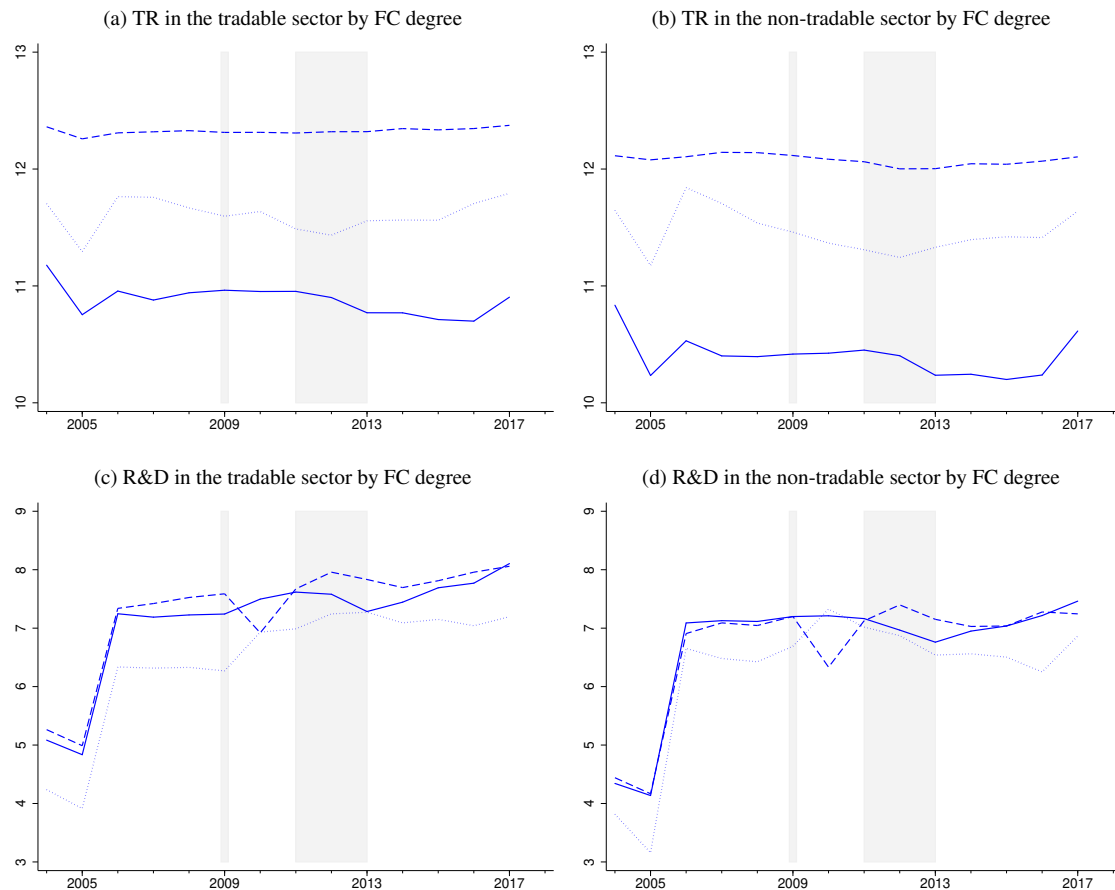 (a) TR in the tradable sector by FC degree
13
12
11
10
2005 2009 2013 2017
(b) TR in the non-tradable sector by FC degree
13
12
11
10
2005 2009 2013 2017
(c) R&D in the tradable sector by FC degree
9
8
7
6
5
4
3
2005 2009 2013 2017
(d) R&D in the non-tradable sector by FC degree
9
8
7
6
5
4
3
2005 2009 2013 2017